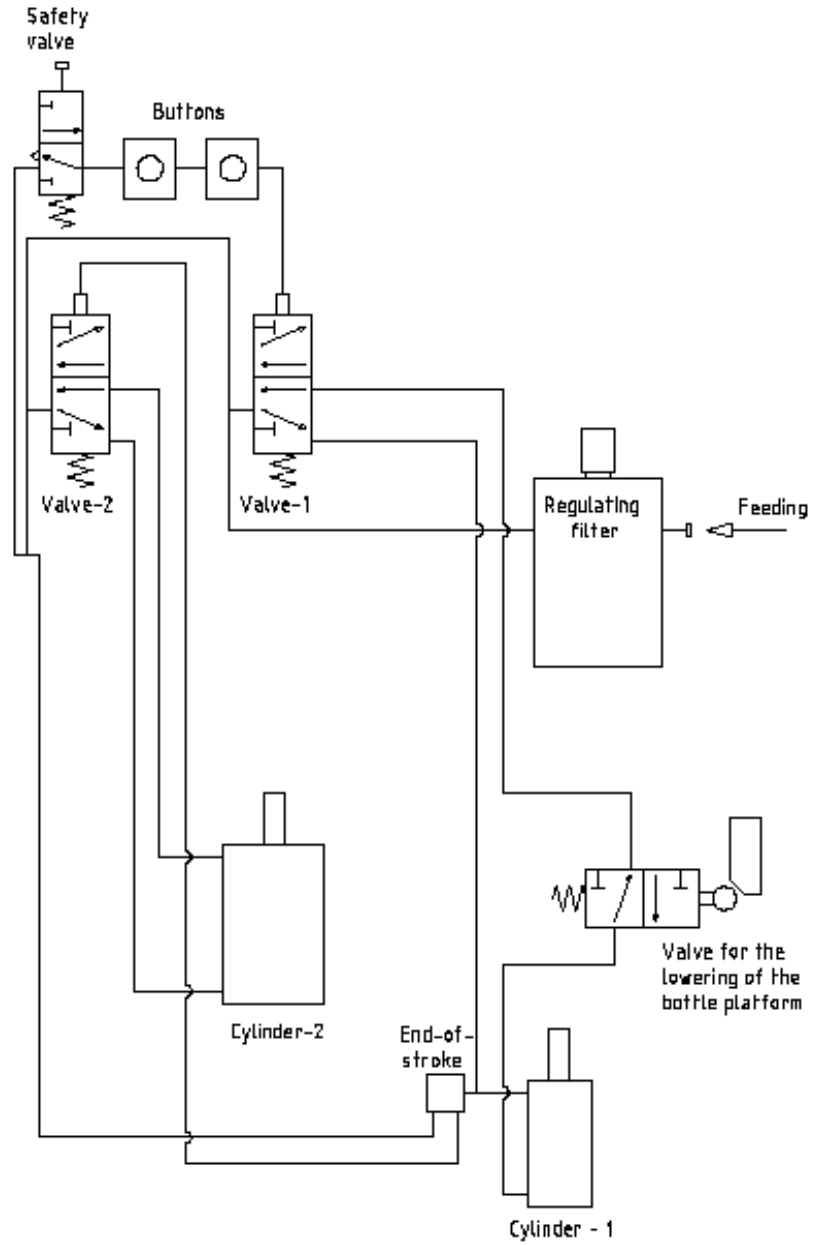 Safety
valve
Buttons
Valve-2
Valve-1
Regulating
filter
Feeding
Valve for the
lowering of the
bottle platform
Cylinder-2
End-of-
stroke
Cylinder - 1